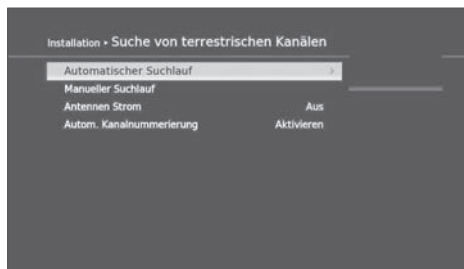 Installation • Suche von terrestrischen Kanälen
Automatischer Suchlauf >
Manueller Suchlauf
Antennen Strom Aus
Autom. Kanalnummerierung Aktivieren